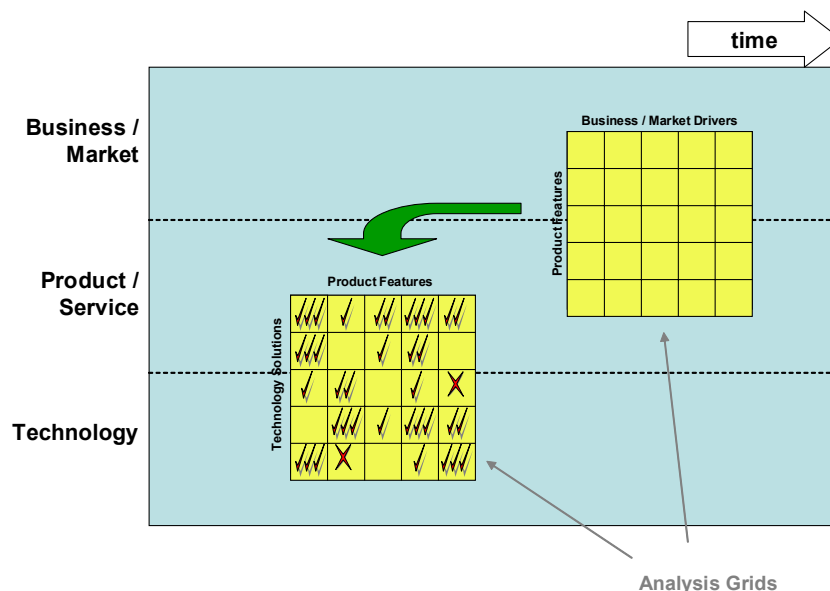 time
Business /
Market
Business / Market Drivers
Product Features
Product /
Service
Product Features
Technology Solutions
Technology
Analysis Grids